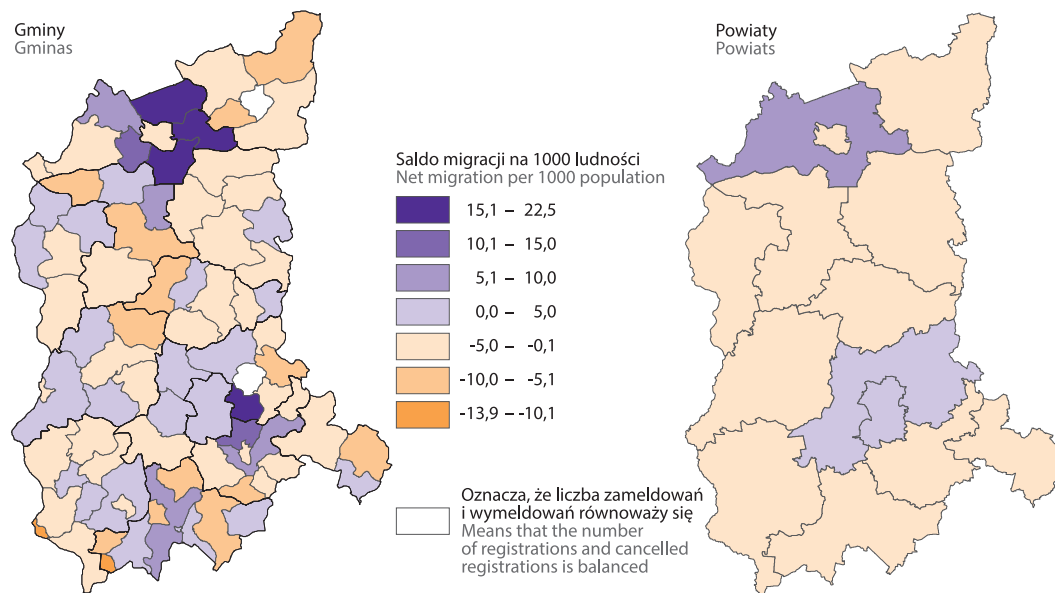 Gminy
Gminas
Powiaty
Powiats
Saldo migracji na 1000 ludności
Net migration per 1000 population
15,1 – 22,5
10,1 – 15,0
5,1 – 10,0
0,0 – 5,0
-5,0 – -0,1
-10,0 – -5,1
-13,9 – -10,1
Oznacza, że liczba zameldowań
i wymeldowań równoważy się
Means that the number
of registrations and cancelled
registrations is balanced